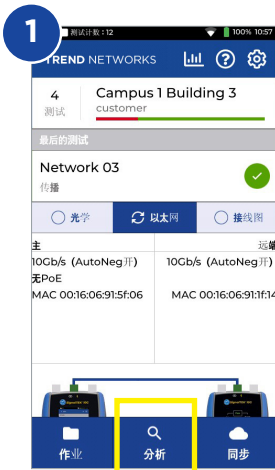 1
测试计数：12 100% 10:57
TREND NETWORKS
4 Campus 1 Building 3
测试 customer
最后的测试
Network 03
传播
光学 以太网 接线图
主 远端
10Gb/s (AutoNeg开) 10Gb/s (AutoNeg开)
无PoE
MAC 00:16:06:91:5f:06 MAC 00:16:06:91:1f:14
作业 分析 同步